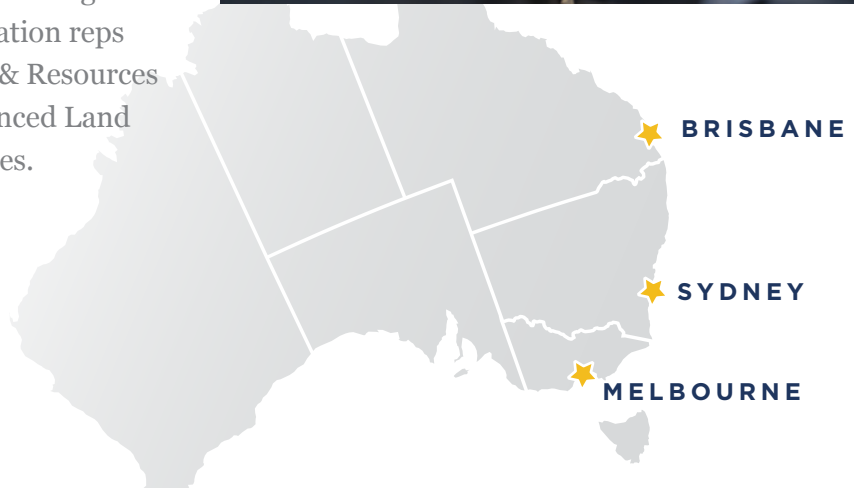 ation reps
& Resources
nced Land
es.
BRISBANE
SYDNEY
MELBOURNE